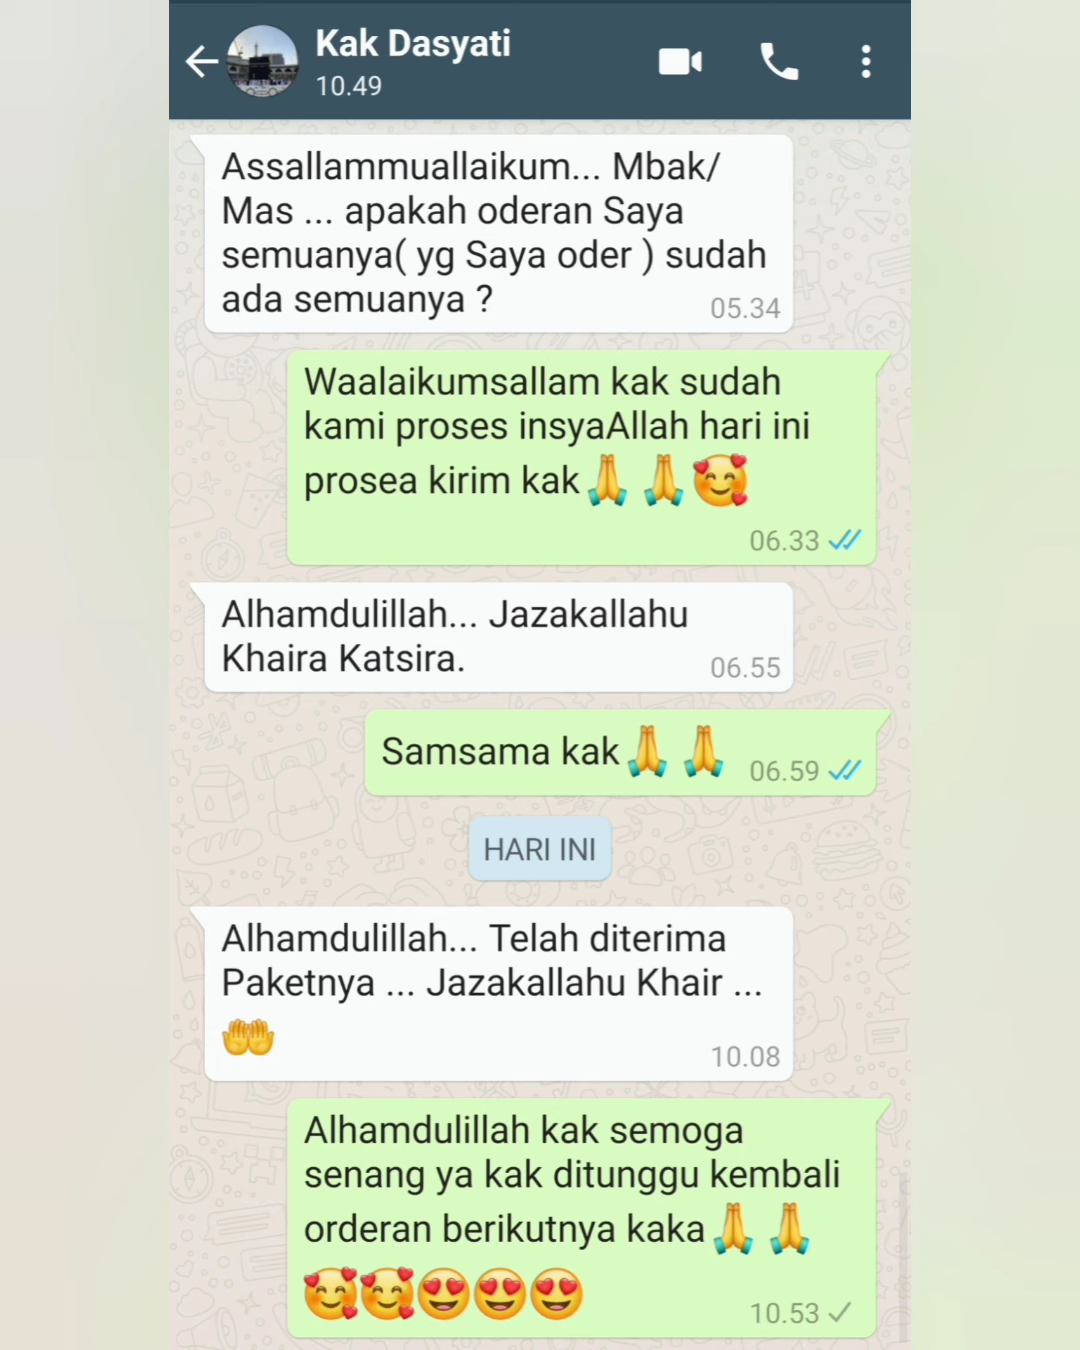 Kak Dasyati
10.49
Assallammuallaikum... Mbak/
Mas ... apakah oderan Saya
semuanya( yg Saya oder ) sudah
ada semuanya ?
05.34
Waalaikumsallam kak sudah
kami proses insyaAllah hari ini
prosea kirim kak🙏🙏🥰
06.33
Alhamdulillah... Jazakallahu
Khaira Katsira.
06.55
Samsama kak🙏🙏
06.59
HARI INI
Alhamdulillah... Telah diterima
Paketnya ... Jazakallahu Khair ...
🤲
10.08
Alhamdulillah kak semoga
senang ya kak ditunggu kembali
orderan berikutnya kaka🙏🙏
🥰🥰😍😍😍
10.53